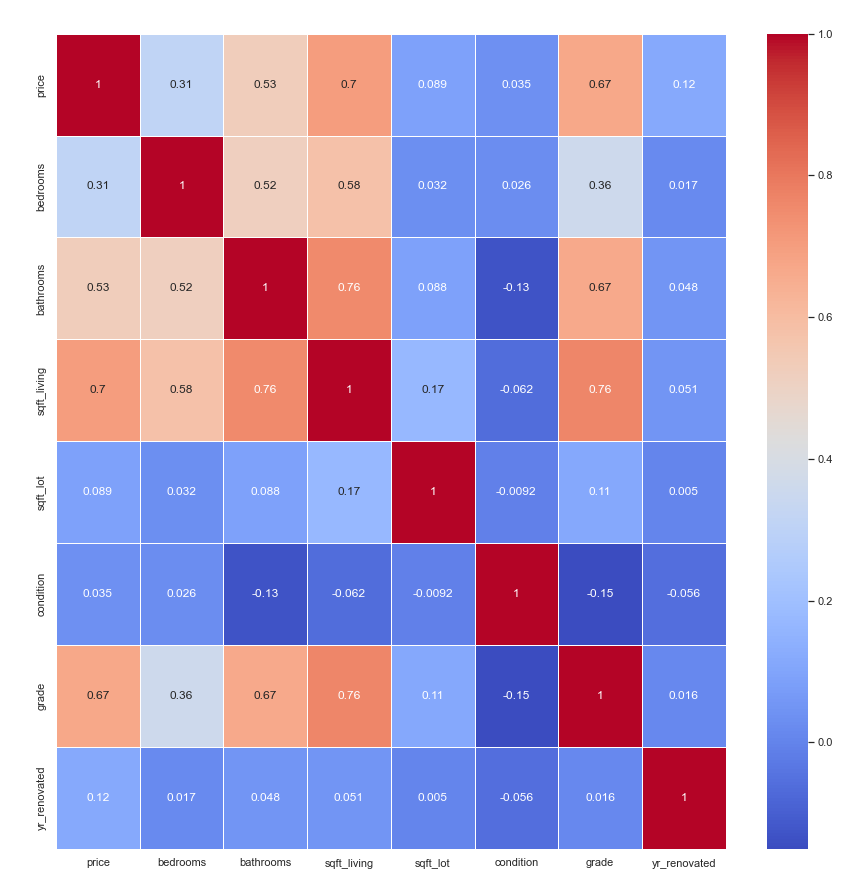 price 1 0.31 0.53 0.7 0.089 0.035 0.67 0.12
bedrooms 0.31 1 0.52 0.58 0.032 0.026 0.36 0.017
bathrooms 0.53 0.52 1 0.76 0.088 -0.13 0.67 0.048
sqft_living 0.7 0.58 0.76 1 0.17 -0.062 0.76 0.051
sqft_lot 0.089 0.032 0.088 0.17 1 -0.0092 0.11 0.005
condition 0.035 0.026 -0.13 -0.062 -0.0092 1 -0.15 -0.056
grade 0.67 0.36 0.67 0.76 0.11 -0.15 1 0.016
yr_renovated 0.12 0.017 0.048 0.051 0.005 -0.056 0.016 1
price bedrooms bathrooms sqft_living sqft_lot condition grade yr_renovated
1.0
0.8
0.6
0.4
0.2
0.0